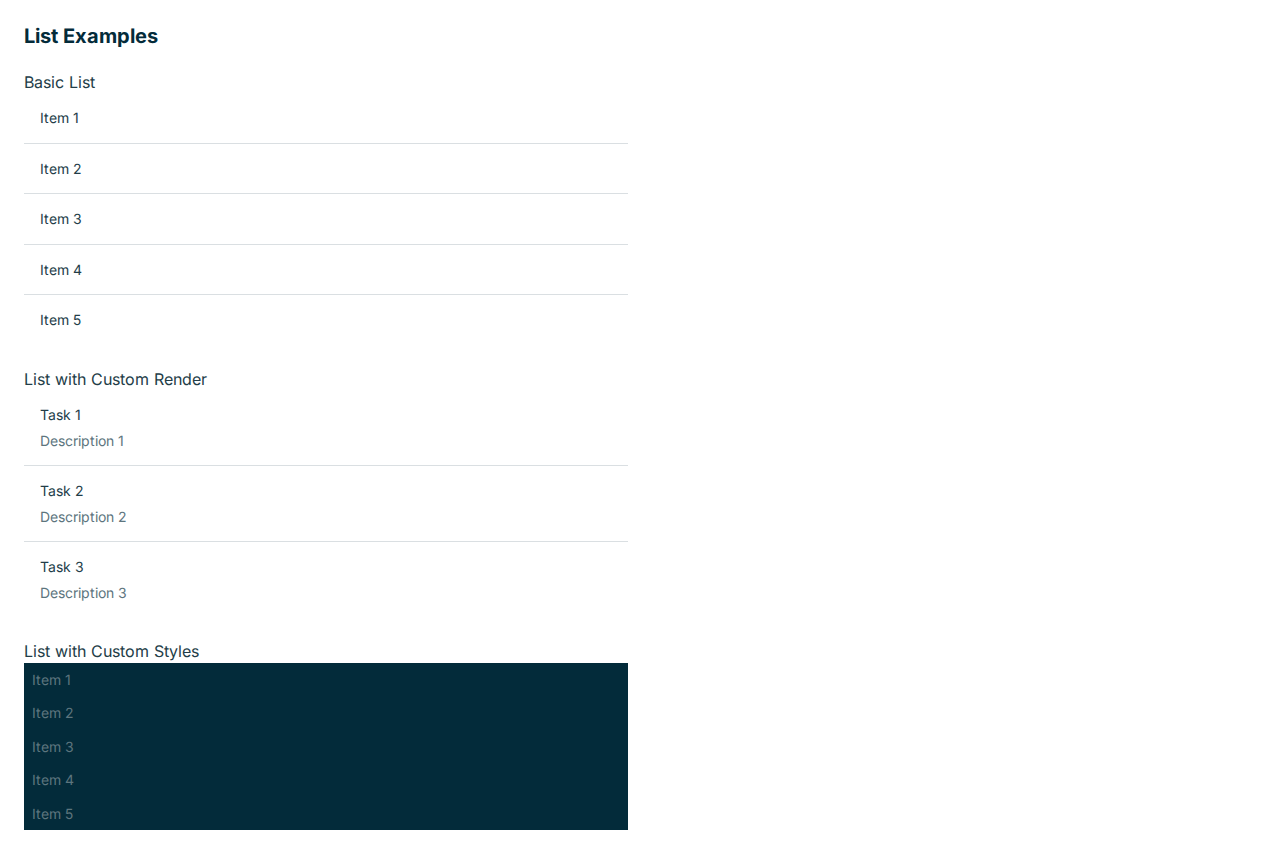 List Examples
Basic List
Item 1
Item 2
Item 3
Item 4
Item 5
List with Custom Render
Task 1
Description 1
Task 2
Description 2
Task 3
Description 3
List with Custom Styles
Item 1
Item 2
Item 3
Item 4
Item 5